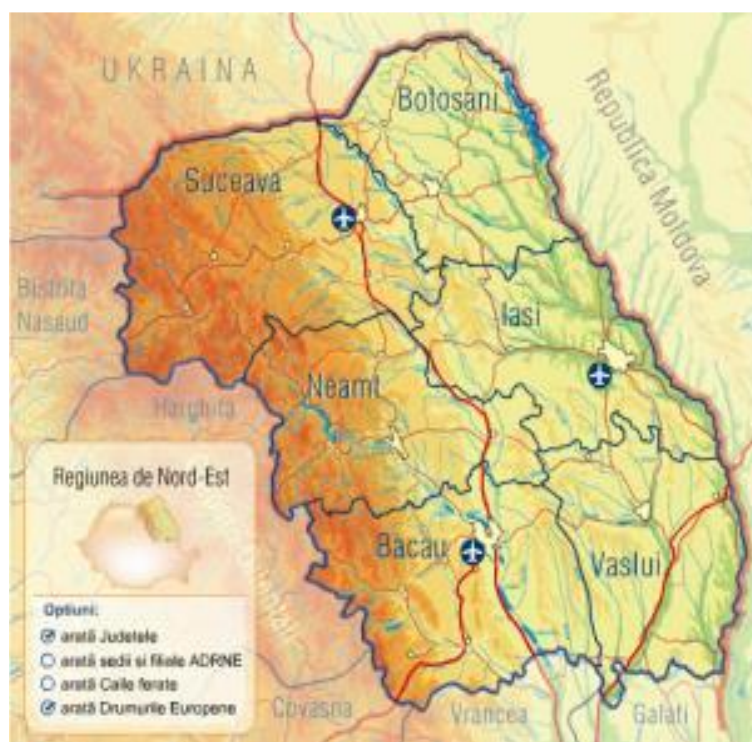 UKRAINA
Botosani
Republica Moldova
Suceava
Bistrita
Nasaud
Iasi
Neamt
Harghita
Regiunea de Nord-Est
Bacau
Vaslui
Optiuni:
arată Judetele
arată sedii si filiale ADRNE
arată Caile ferate
arată Drumurile Europene
Covasna
Vrancea
Galati